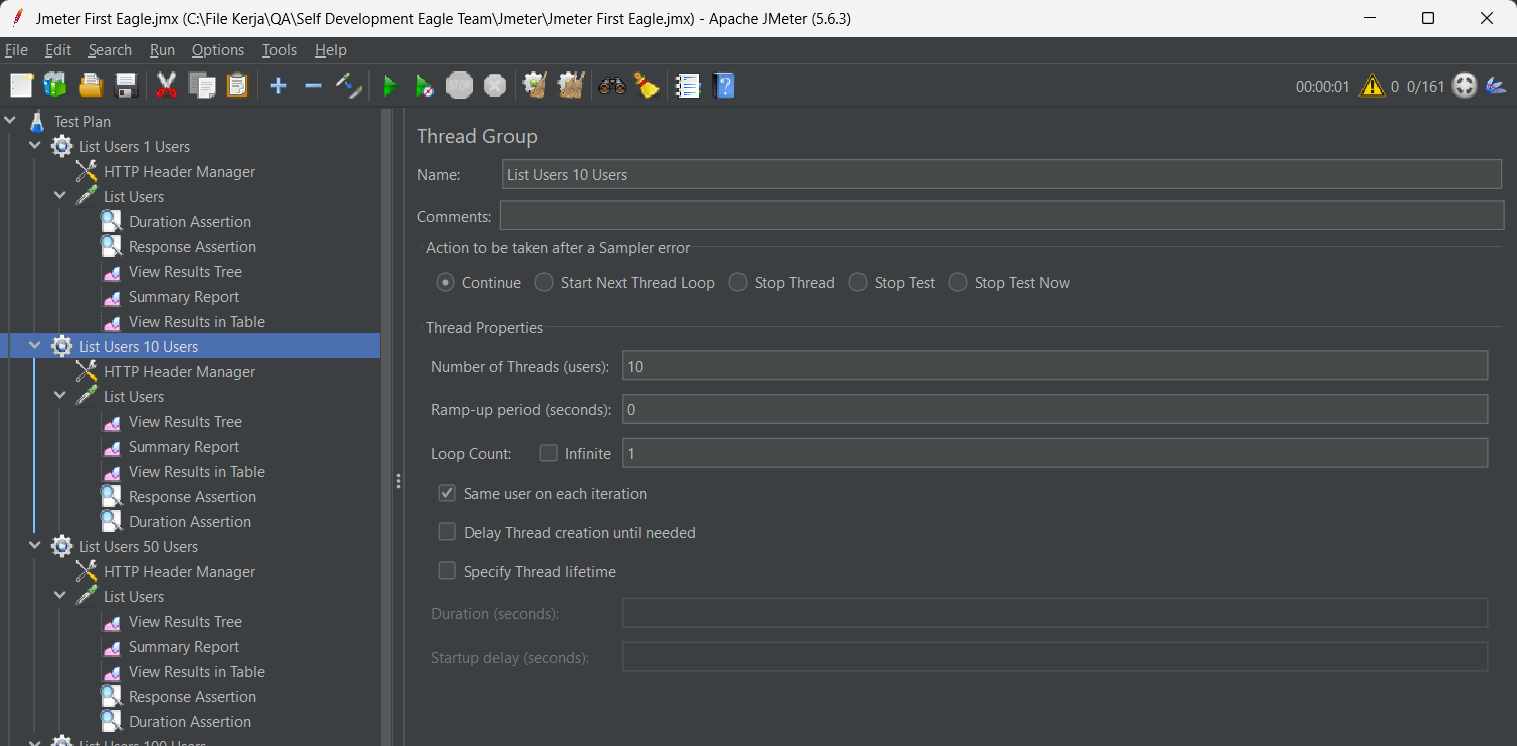 Jmeter First Eagle.jmx (C:\File Kerja\QA\Self Development Eagle Team\Jmeter\Jmeter First Eagle.jmx) - Apache JMeter (5.6.3)
File Edit Search Run Options Tools Help
STOP
00:00:01 0 0/161
Test Plan
List Users 1 Users
HTTP Header Manager
List Users
Duration Assertion
Response Assertion
View Results Tree
Summary Report
View Results in Table
List Users 10 Users
HTTP Header Manager
List Users
View Results Tree
Summary Report
View Results in Table
Response Assertion
Duration Assertion
List Users 50 Users
HTTP Header Manager
List Users
View Results Tree
Summary Report
View Results in Table
Response Assertion
Duration Assertion
List Users 100 Users
Thread Group
Name: List Users 10 Users
Comments:
Action to be taken after a Sampler error
Continue Start Next Thread Loop Stop Thread Stop Test Stop Test Now
Thread Properties
Number of Threads (users): 10
Ramp-up period (seconds): 0
Loop Count: Infinite 1
Same user on each iteration
Delay Thread creation until needed
Specify Thread lifetime
Duration (seconds):
Startup delay (seconds):